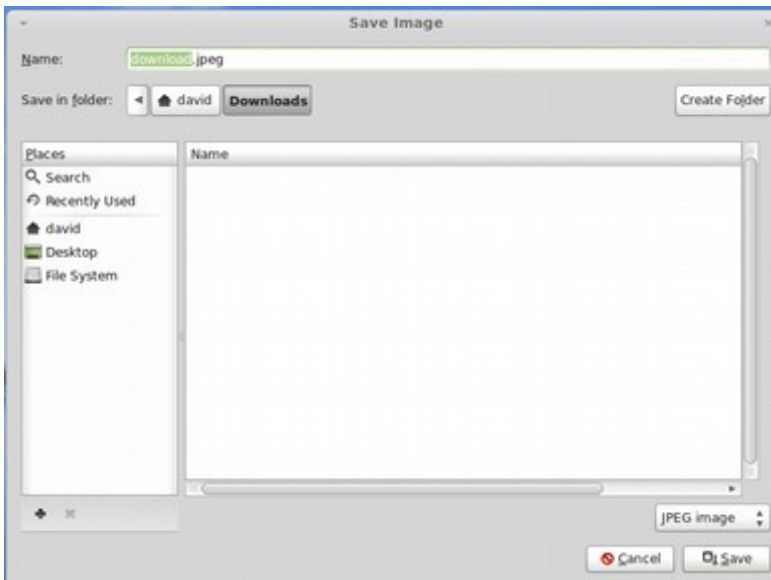 Save Image
Name: download.jpeg
Save in folder: david Downloads Create Folder
Places Name
Search
Recently Used
david
Desktop
File System
JPEG image
Cancel Save